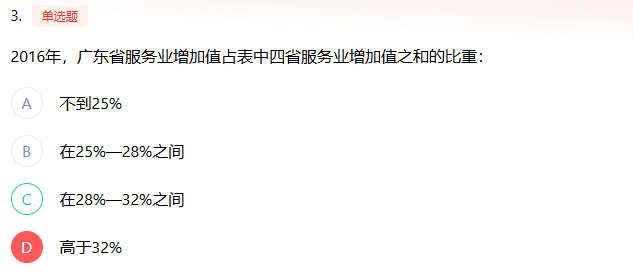 3. 单选题
2016年，广东省服务业增加值占表中四省服务业增加值之和的比重：
A 不到25%
B 在25%—28%之间
C 在28%—32%之间
D 高于32%